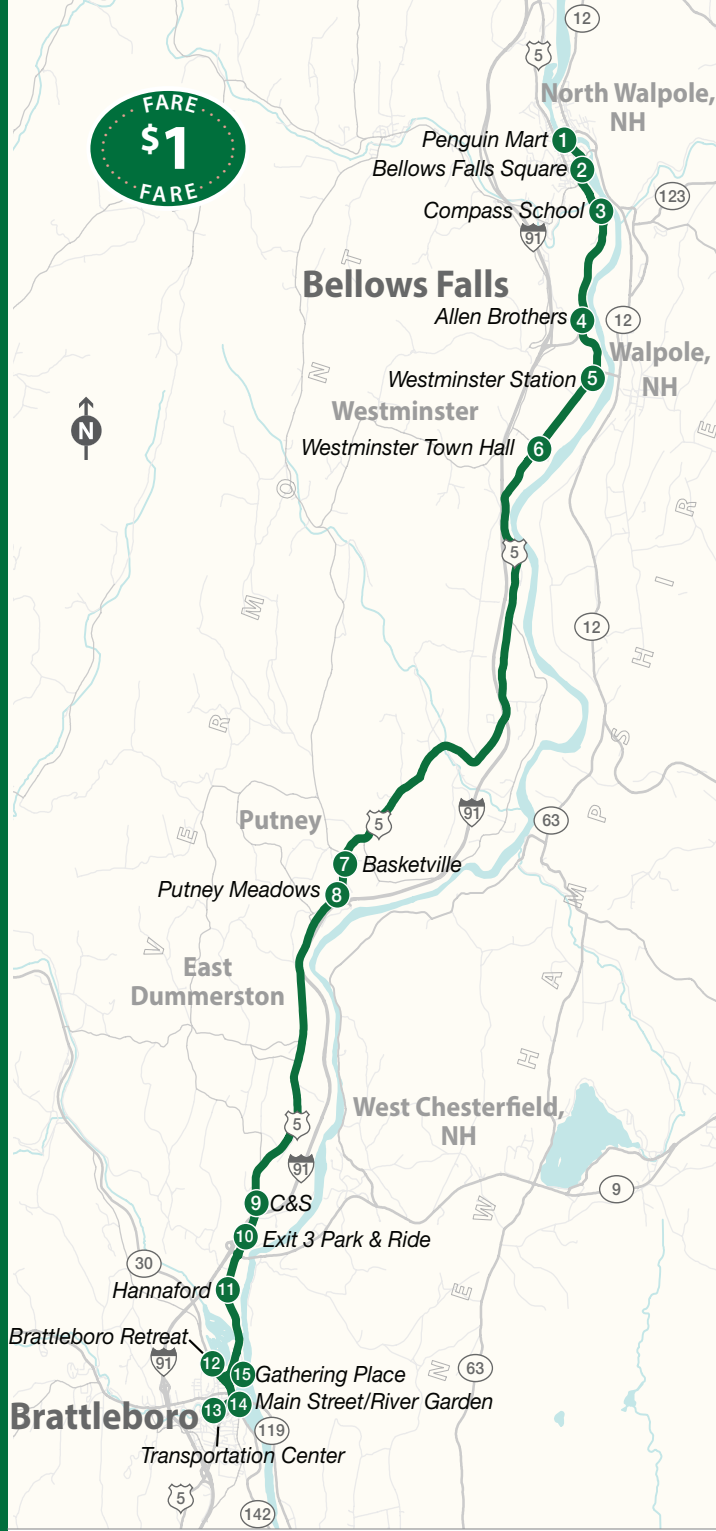 12
5
North Walpole,
NH
FARE
$1
FARE
Penguin Mart 1
Bellows Falls Square 2
123
Compass School 3
91
Bellows Falls
Allen Brothers 4
12
Walpole,
NH
Westminster Station 5
Westminster
N
Westminster Town Hall 6
5
12
VERMONT
NEW HAMPSHIRE
Putney
5
91
63
7 Basketville
Putney Meadows 8
East
Dummerston
West Chesterfield,
NH
5
91
9
9 C&S
10 Exit 3 Park & Ride
30
Hannaford 11
Brattleboro Retreat
12
91
15 Gathering Place
63
14 Main Street/River Garden
Brattleboro
13
119
Transportation Center
5
142